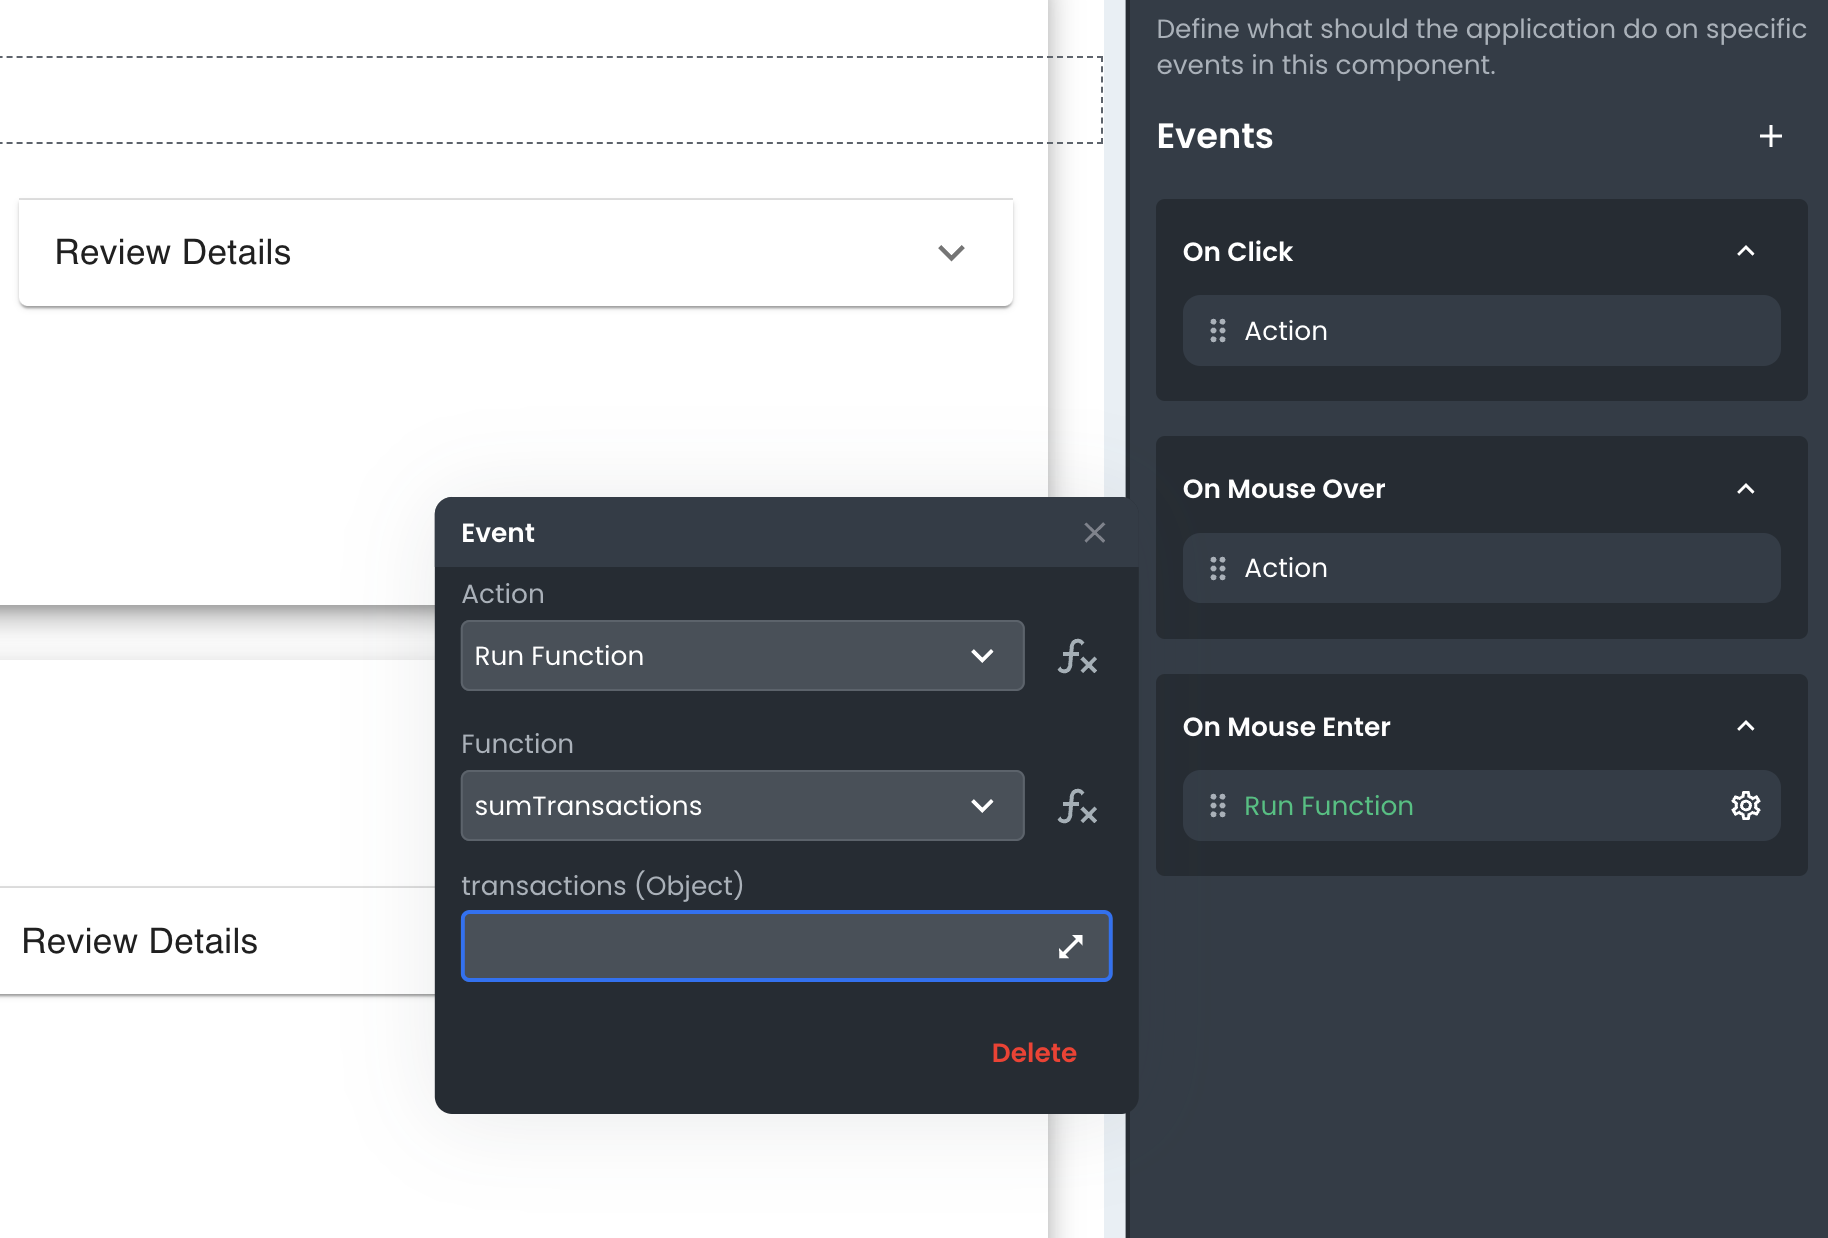 Define what should the application do on specific
events in this component.
Events
On Click
Action
On Mouse Over
Action
On Mouse Enter
Run Function
Review Details
Event
Action
Run Function
fx
Function
sumTransactions
fx
transactions (Object)
Delete
Review Details